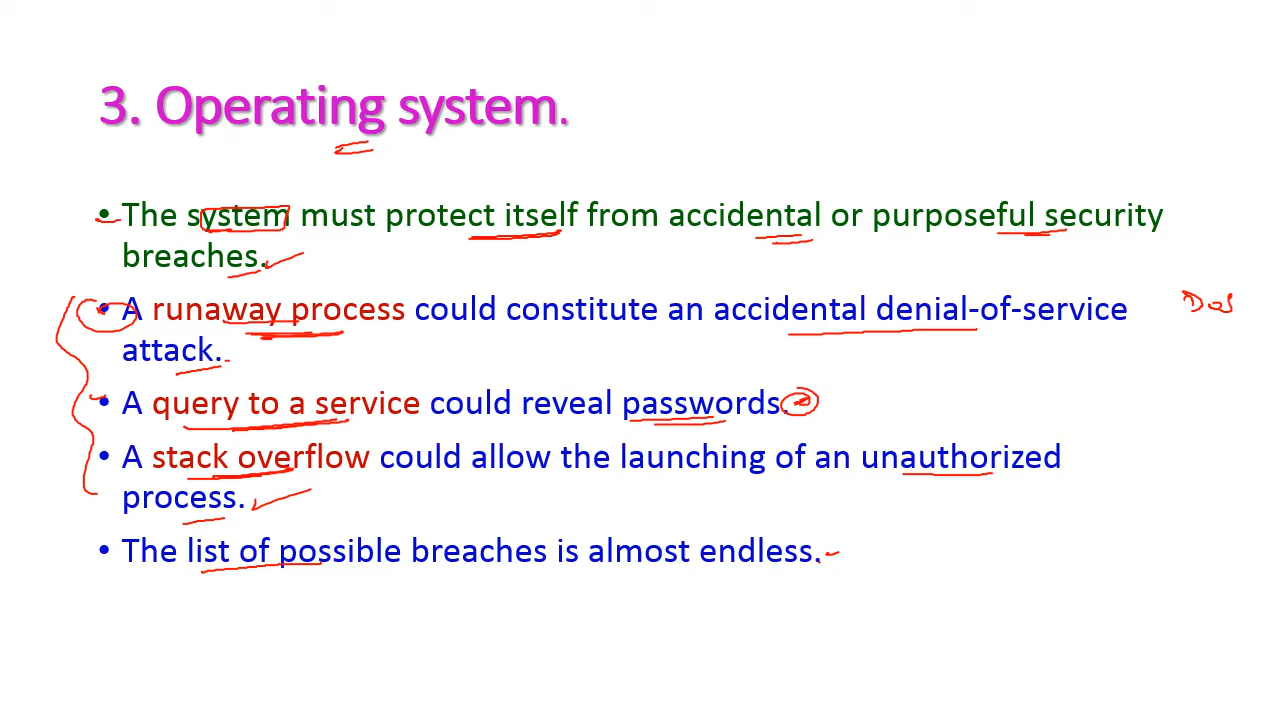 3. Operating system.
• The system must protect itself from accidental or purposeful security
breaches.
• A runaway process could constitute an accidental denial-of-service
DoS
attack.
• A query to a service could reveal passwords.
• A stack overflow could allow the launching of an unauthorized
process.
• The list of possible breaches is almost endless.